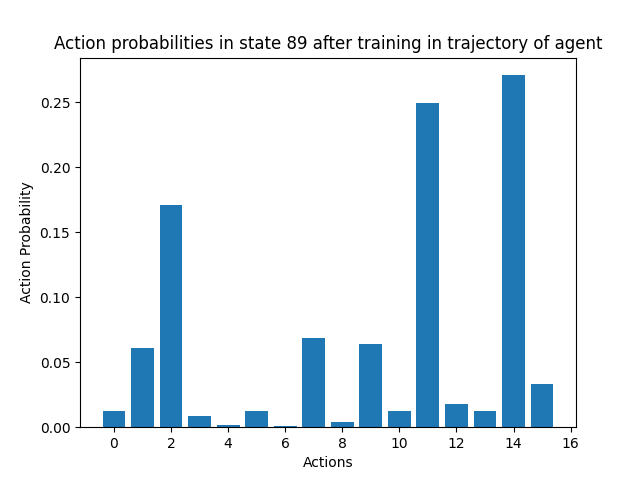 Action probabilities in state 89 after training in trajectory of agent
Action Probability
0.25
0.20
0.15
0.10
0.05
0.00
0 2 4 6 8 10 12 14 16
Actions